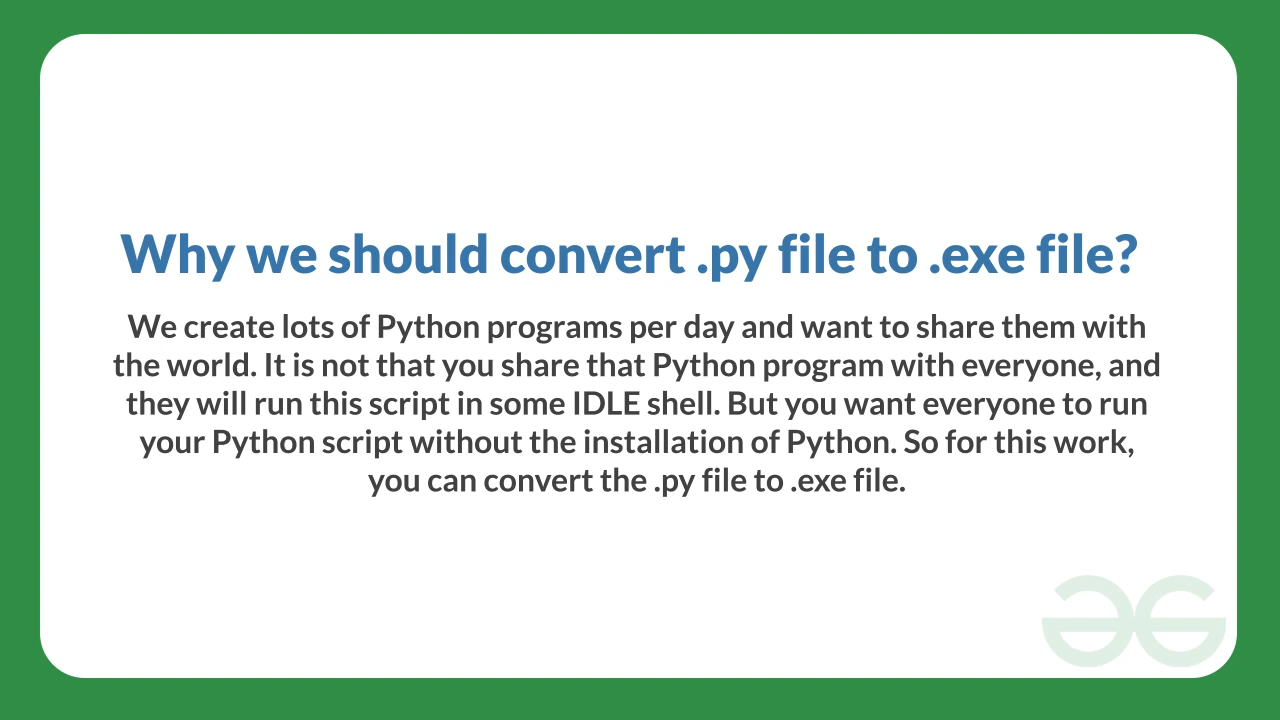 Why we should convert .py file to .exe file?
We create lots of Python programs per day and want to share them with
the world. It is not that you share that Python program with everyone, and
they will run this script in some IDLE shell. But you want everyone to run
your Python script without the installation of Python. So for this work,
you can convert the .py file to .exe file.